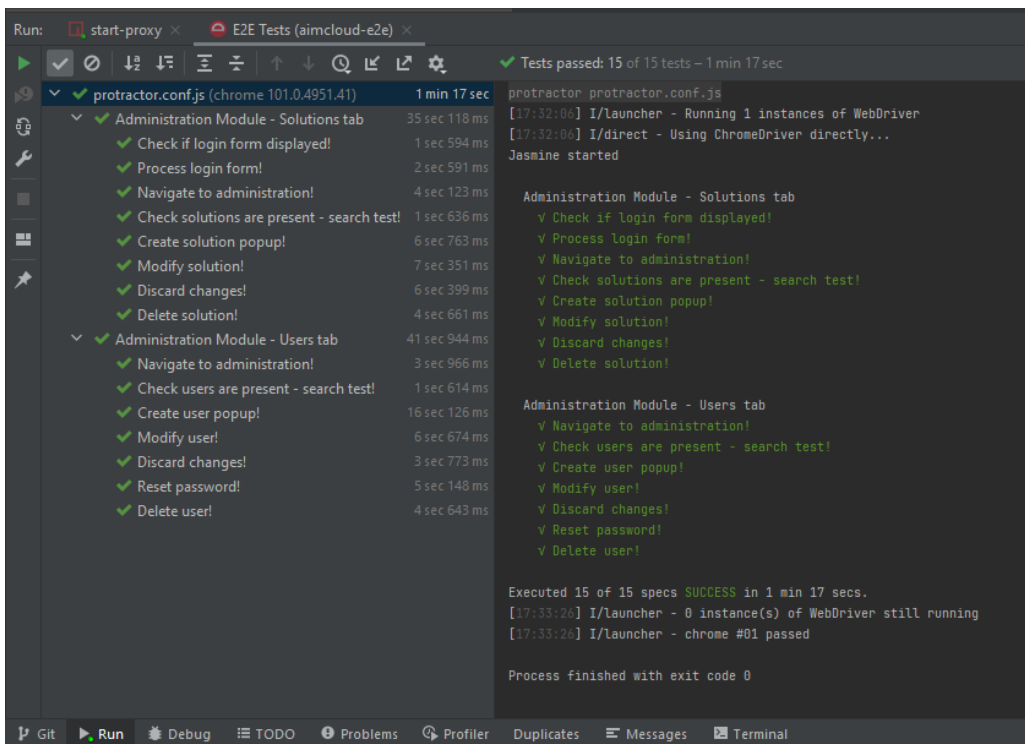 Run: start-proxy E2E Tests (aimcloud-e2e)
Tests passed: 15 of 15 tests – 1 min 17 sec
protractor.conf.js (chrome 101.0.4951.41) 1 min 17 sec
Administration Module - Solutions tab 35 sec 118 ms
Check if login form displayed! 1 sec 594 ms
Process login form! 2 sec 591 ms
Navigate to administration! 4 sec 123 ms
Check solutions are present - search test! 1 sec 636 ms
Create solution popup! 6 sec 763 ms
Modify solution! 7 sec 351 ms
Discard changes! 6 sec 399 ms
Delete solution! 4 sec 661 ms
Administration Module - Users tab 41 sec 944 ms
Navigate to administration! 3 sec 966 ms
Check users are present - search test! 1 sec 614 ms
Create user popup! 16 sec 126 ms
Modify user! 6 sec 674 ms
Discard changes! 3 sec 773 ms
Reset password! 5 sec 148 ms
Delete user! 4 sec 643 ms
protractor protractor.conf.js
[17:32:06] I/launcher - Running 1 instances of WebDriver
[17:32:06] I/direct - Using ChromeDriver directly...
Jasmine started
Administration Module - Solutions tab
√ Check if login form displayed!
√ Process login form!
√ Navigate to administration!
√ Check solutions are present - search test!
√ Create solution popup!
√ Modify solution!
√ Discard changes!
√ Delete solution!
Administration Module - Users tab
√ Navigate to administration!
√ Check users are present - search test!
√ Create user popup!
√ Modify user!
√ Discard changes!
√ Reset password!
√ Delete user!
Executed 15 of 15 specs SUCCESS in 1 min 17 secs.
[17:33:26] I/launcher - 0 instance(s) of WebDriver still running
[17:33:26] I/launcher - chrome #01 passed
Process finished with exit code 0
Git Run Debug TODO Problems Profiler Duplicates Messages Terminal